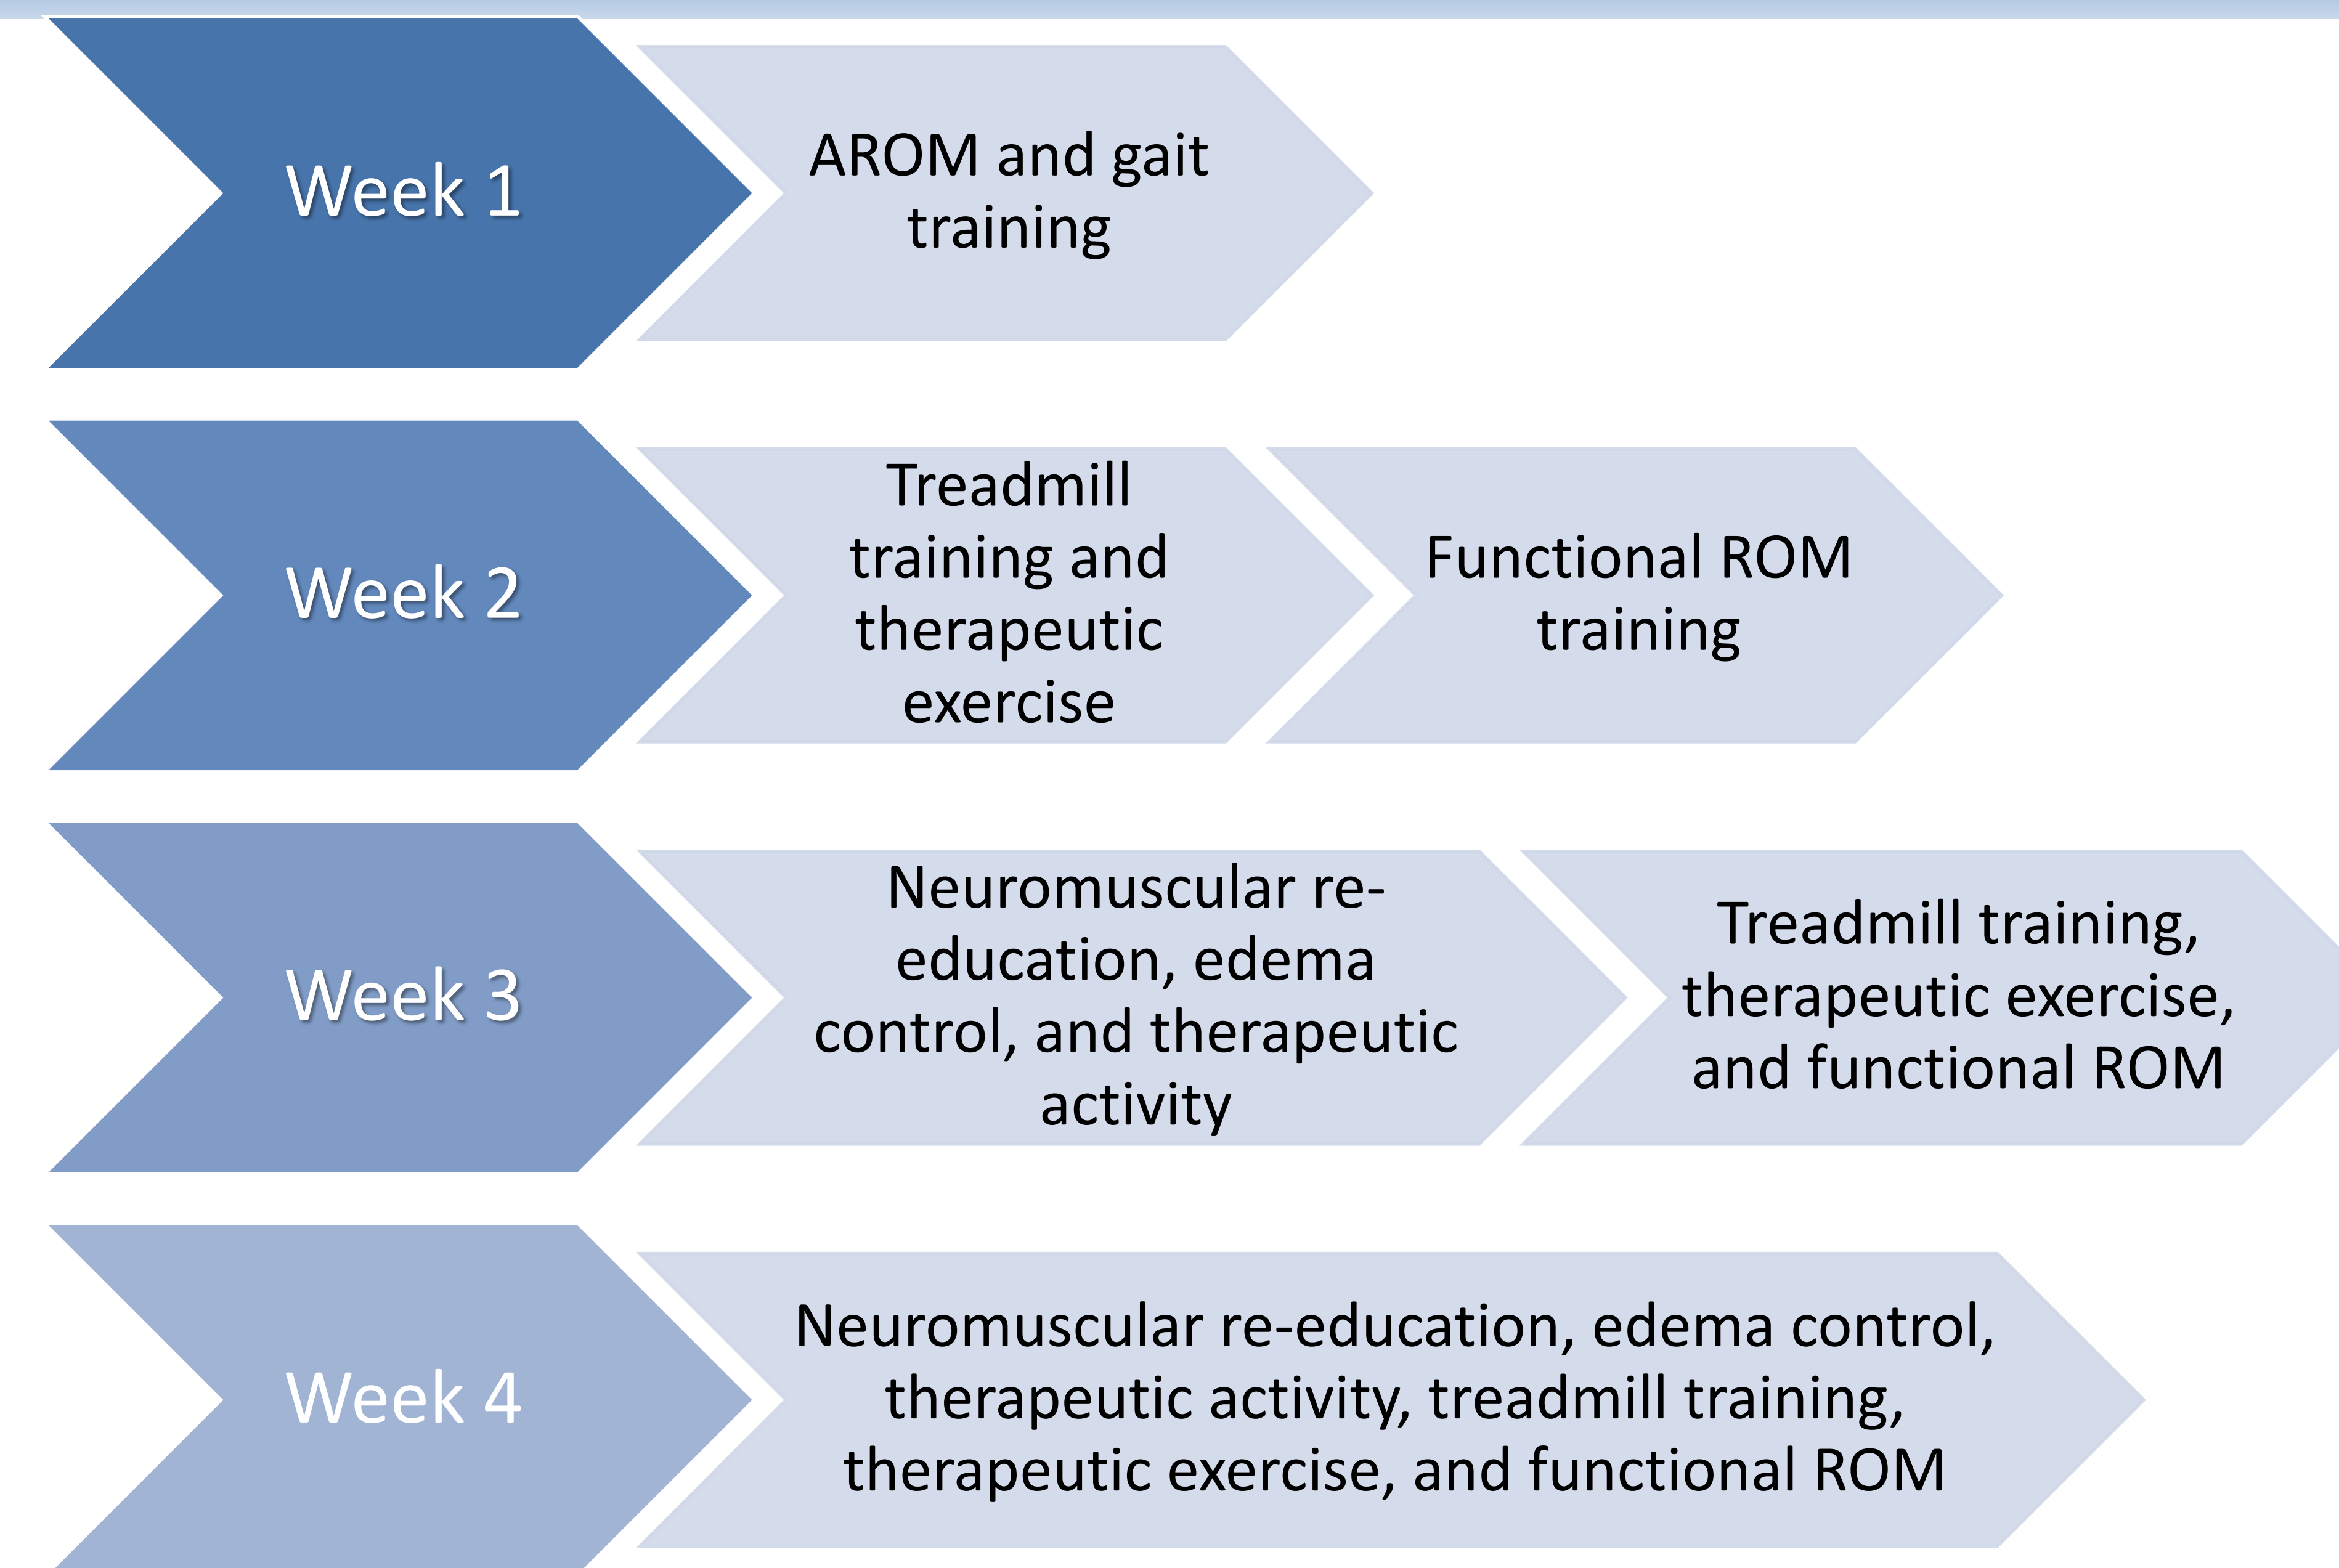 Week 1
AROM and gait
training
Week 2
Treadmill
training and
therapeutic
exercise
Functional ROM
training
Week 3
Neuromuscular re-
education, edema
control, and therapeutic
activity
Treadmill training,
therapeutic exercise,
and functional ROM
Week 4
Neuromuscular re-education, edema control,
therapeutic activity, treadmill training,
therapeutic exercise, and functional ROM